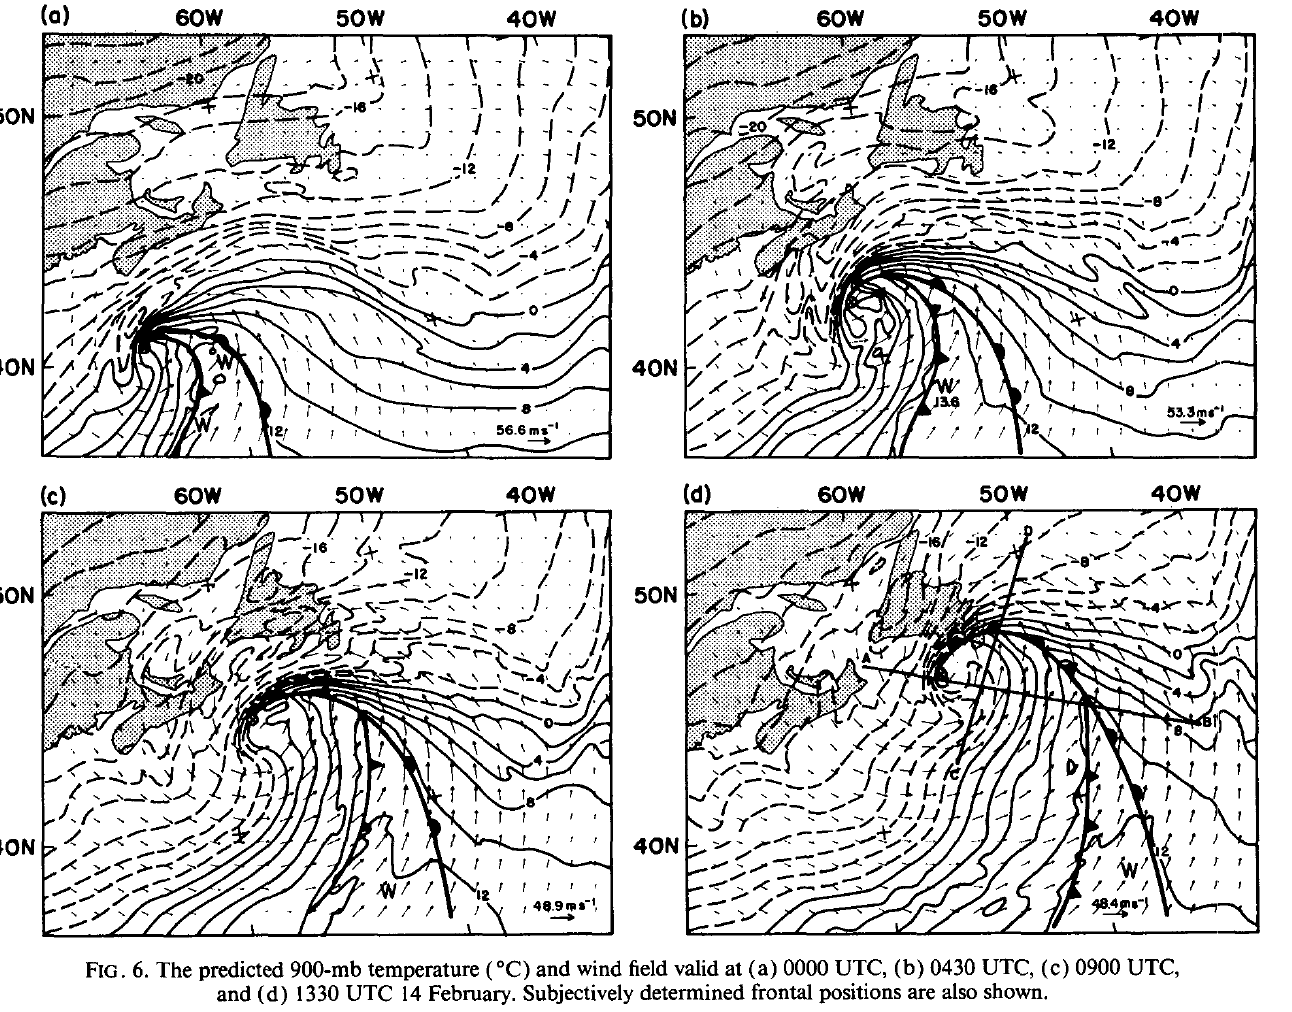 (a) 60W 50W 40W
(b) 60W 50W 40W
50N
-20
-16
-12
-8
-4
0
4
8
12
W
W
56.6 ms⁻¹
40N
50N
-20
-16
-12
-8
-4
0
4
8
12
W
13.6
53.3 ms⁻¹
40N
(c) 60W 50W 40W
(d) 60W 50W 40W
50N
-16
-12
-8
-4
0
4
8
12
W
48.9 ms⁻¹
40N
50N
-16
-12
D
-8
-4
0
4
8
A
B
C
12
W
48.4 ms⁻¹
40N
FIG. 6. The predicted 900-mb temperature (°C) and wind field valid at (a) 0000 UTC, (b) 0430 UTC, (c) 0900 UTC,
and (d) 1330 UTC 14 February. Subjectively determined frontal positions are also shown.